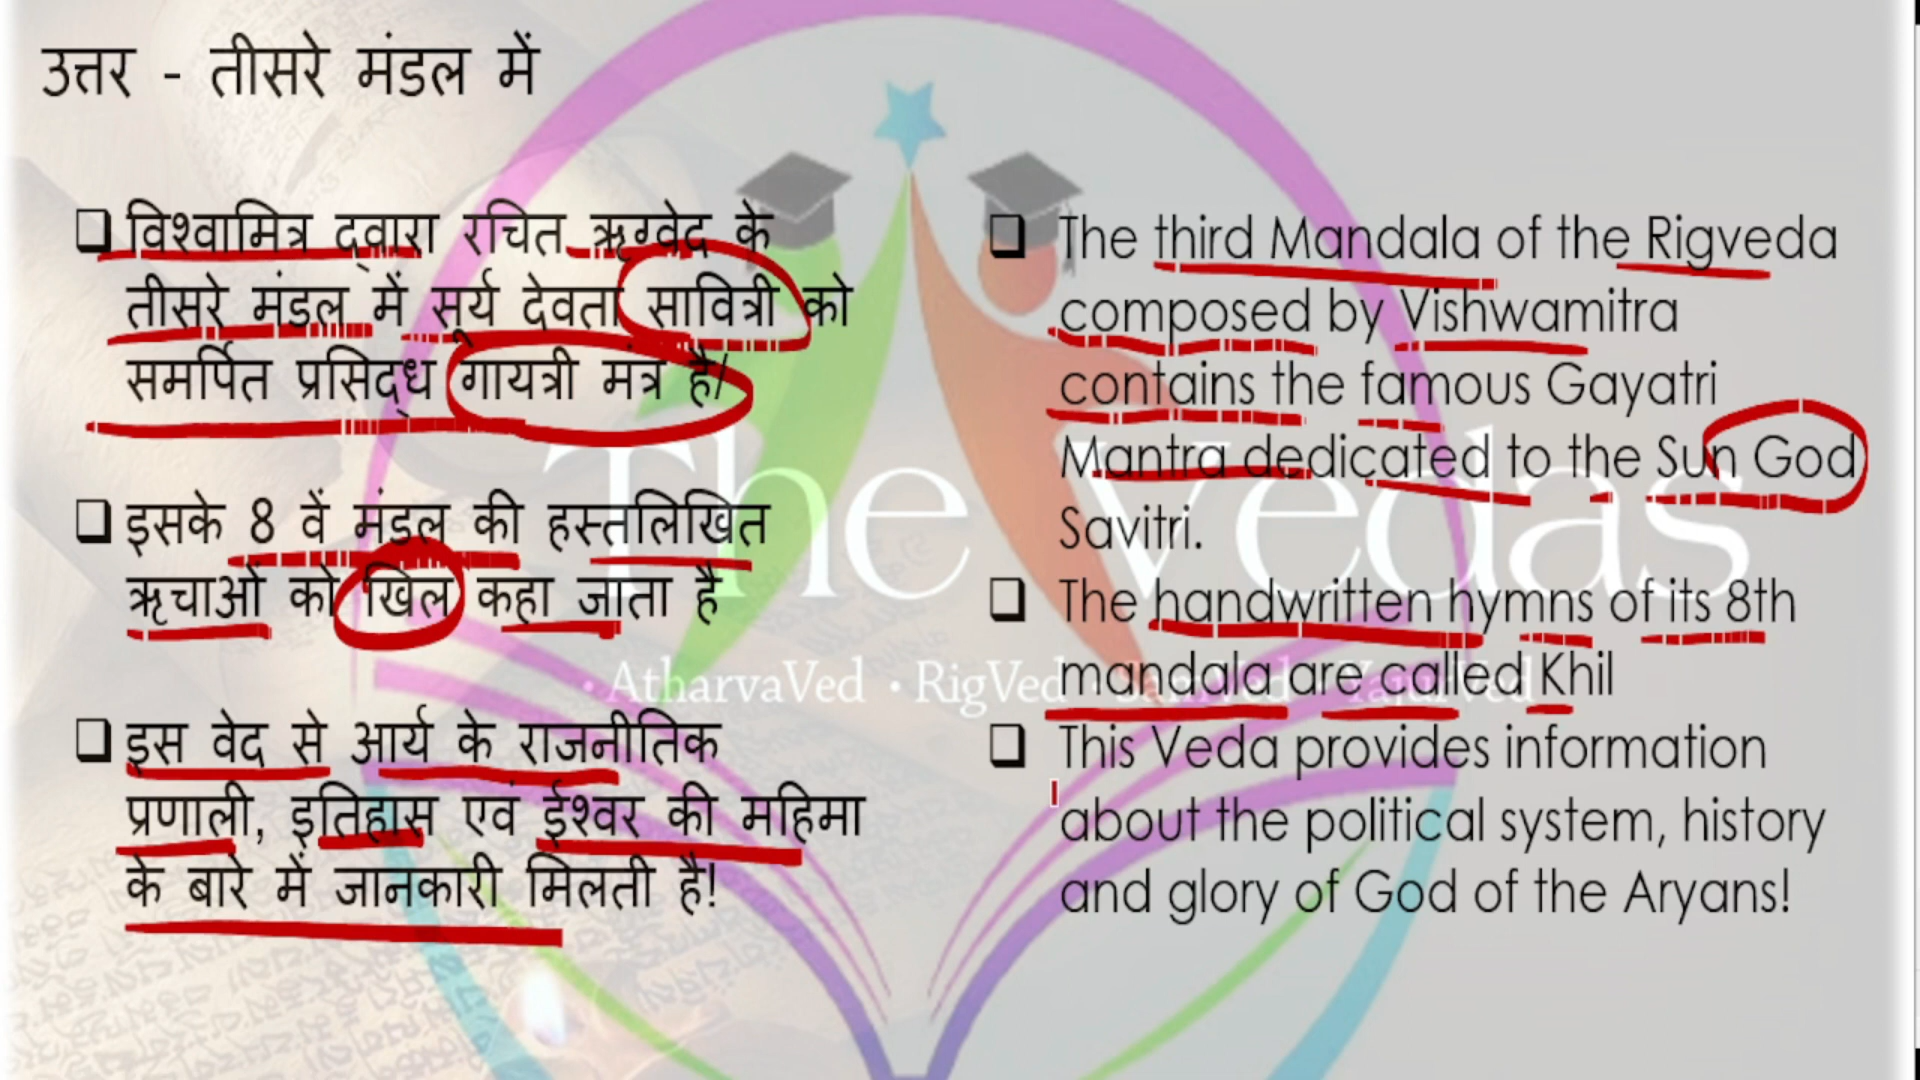 उत्तर - तीसरे मंडल में
❑ विश्वामित्र द्वारा रचित ऋग्वेद के
तीसरे मंडल में सूर्य देवता सावित्री को
समर्पित प्रसिद्ध गायत्री मंत्र है/
❑ इसके 8 वें मंडल की हस्तलिखित
ऋचाओं को खिल कहा जाता है
❑ इस वेद से आर्य के राजनीतिक
प्रणाली, इतिहास एवं ईश्वर की महिमा
के बारे में जानकारी मिलती है!
❑ The third Mandala of the Rigveda
composed by Vishwamitra
contains the famous Gayatri
Mantra dedicated to the Sun God
Savitri.
❑ The handwritten hymns of its 8th
mandala are called Khil
❑ This Veda provides information
about the political system, history
and glory of God of the Aryans!
The Vedas
• AtharvaVed • RigVed • SamVed • YajurVed